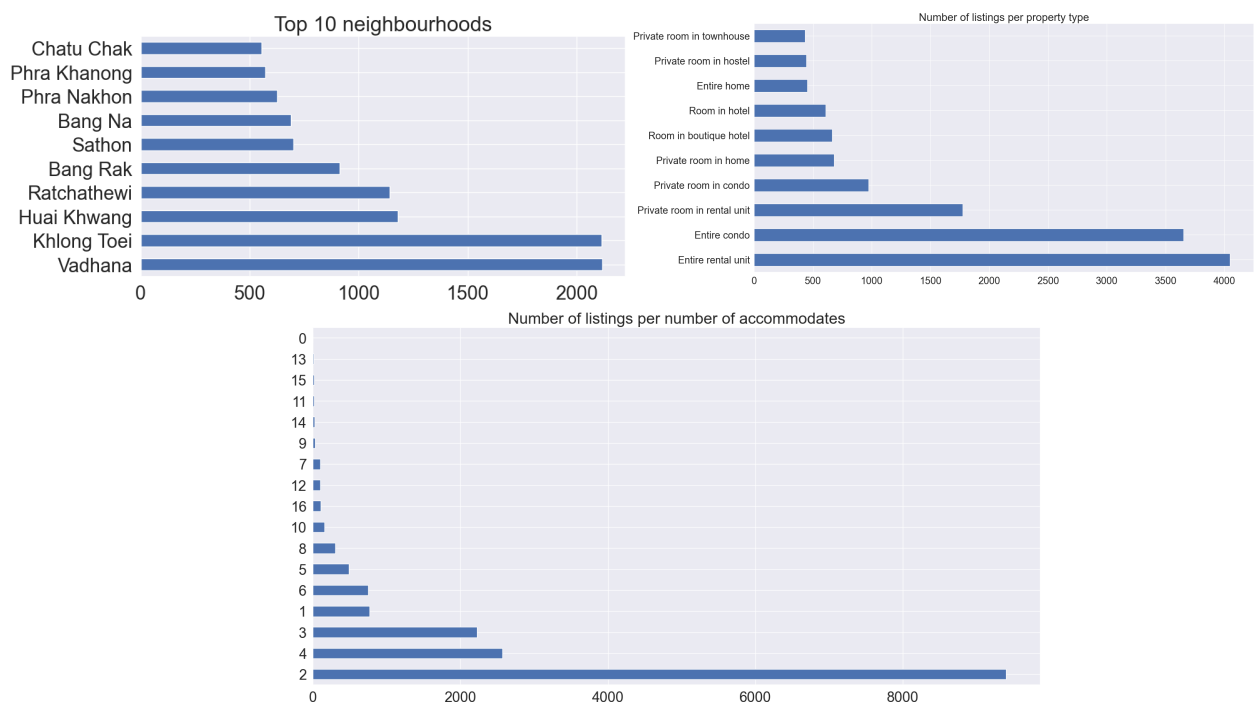 Top 10 neighbourhoods
Chatu Chak
Phra Khanong
Phra Nakhon
Bang Na
Sathon
Bang Rak
Ratchathewi
Huai Khwang
Khlong Toei
Vadhana
0 500 1000 1500 2000
Number of listings per property type
Private room in townhouse
Private room in hostel
Entire home
Room in hotel
Room in boutique hotel
Private room in home
Private room in condo
Private room in rental unit
Entire condo
Entire rental unit
0 500 1000 1500 2000 2500 3000 3500 4000
Number of listings per number of accommodates
0
13
15
11
14
9
7
12
16
10
8
5
6
1
3
4
2
0 2000 4000 6000 8000